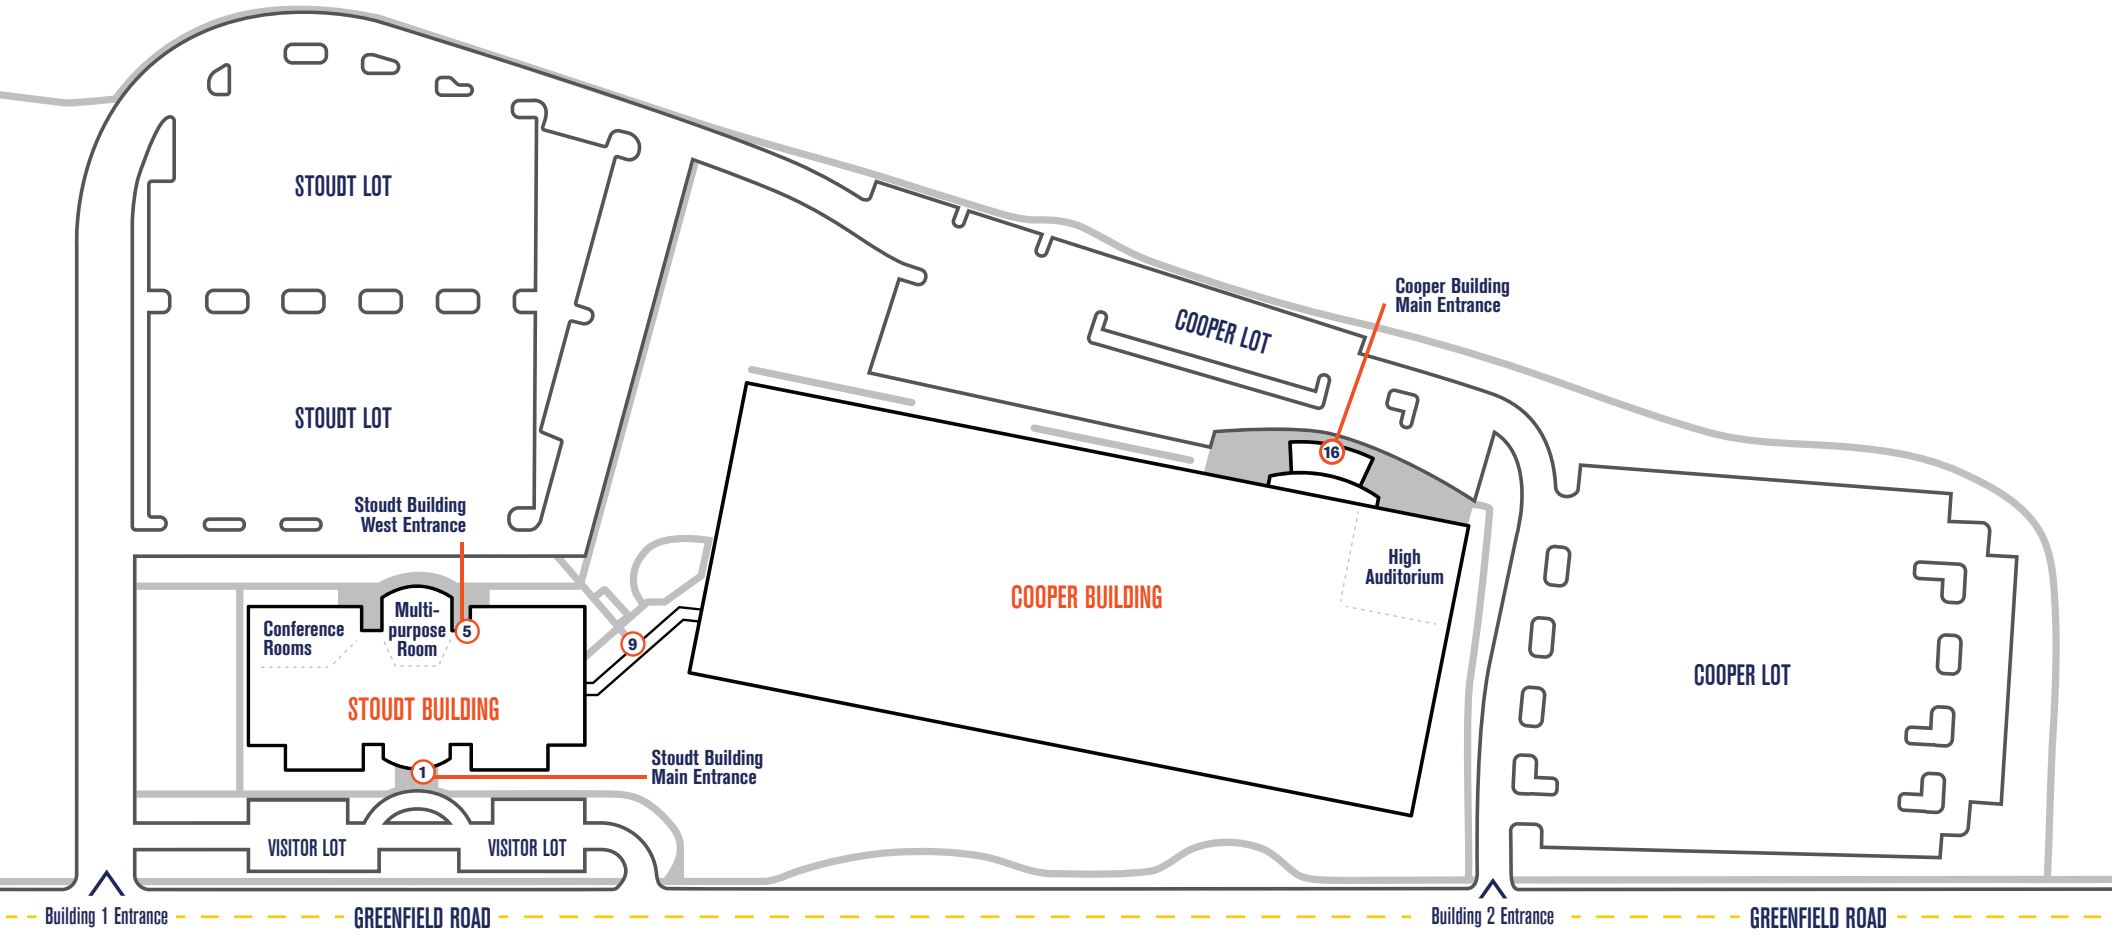 STOUDT LOT
Cooper Building
Main Entrance
COOPER LOT
STOUDT LOT
Stoudt Building
West Entrance
16
High
Auditorium
COOPER BUILDING
Multi-
purpose
Room
Conference
Rooms
5
9
COOPER LOT
STOUDT BUILDING
Stoudt Building
Main Entrance
1
VISITOR LOT
VISITOR LOT
Building 1 Entrance
GREENFIELD ROAD
Building 2 Entrance
GREENFIELD ROAD